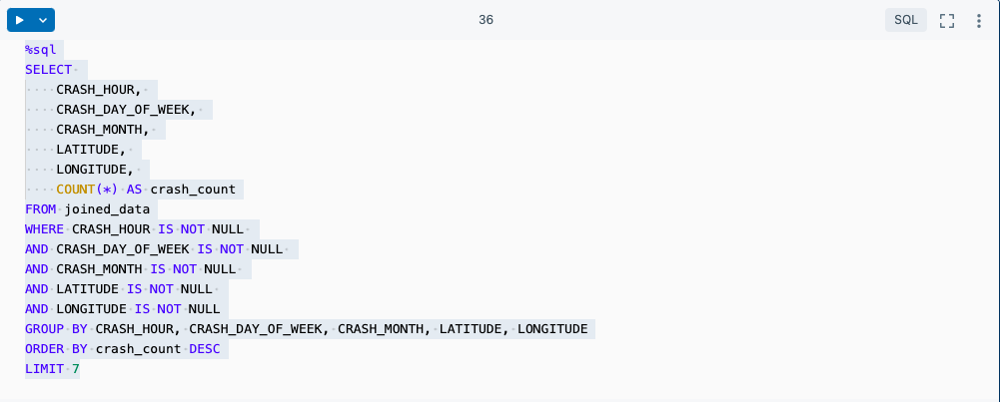 36
SQL
%sql
SELECT
    CRASH_HOUR,
    CRASH_DAY_OF_WEEK,
    CRASH_MONTH,
    LATITUDE,
    LONGITUDE,
    COUNT(*) AS crash_count
FROM joined_data
WHERE CRASH_HOUR IS NOT NULL
AND CRASH_DAY_OF_WEEK IS NOT NULL
AND CRASH_MONTH IS NOT NULL
AND LATITUDE IS NOT NULL
AND LONGITUDE IS NOT NULL
GROUP BY CRASH_HOUR, CRASH_DAY_OF_WEEK, CRASH_MONTH, LATITUDE, LONGITUDE
ORDER BY crash_count DESC
LIMIT 7